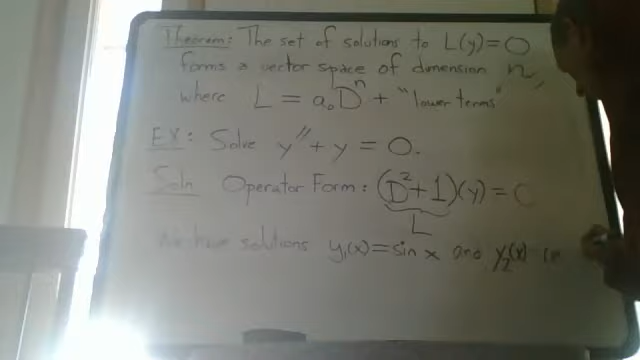 Theorem: The set of solutions to L(y)=0
forms a vector space of dimension n,
where L = a₀Dⁿ + "lower terms"
EX: Solve y″+y=0.
Soln Operator Form: (D²+1)(y)=0
L
We have solutions y₁(x)=sin x and y₂(x)